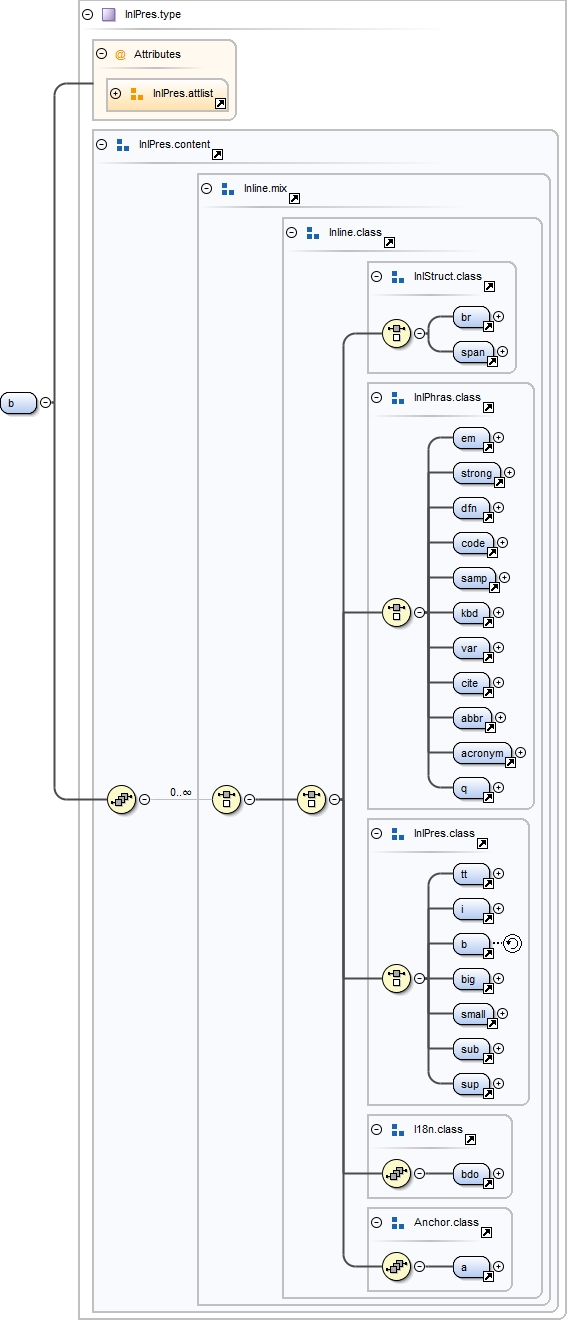 InlPres.type
Attributes
InlPres.attlist
InlPres.content
Inline.mix
Inline.class
InlStruct.class
br
span
InlPhras.class
b
em
strong
dfn
code
samp
kbd
var
cite
abbr
acronym
q
0..∞
InlPres.class
tt
i
b
big
small
sub
sup
I18n.class
bdo
Anchor.class
a